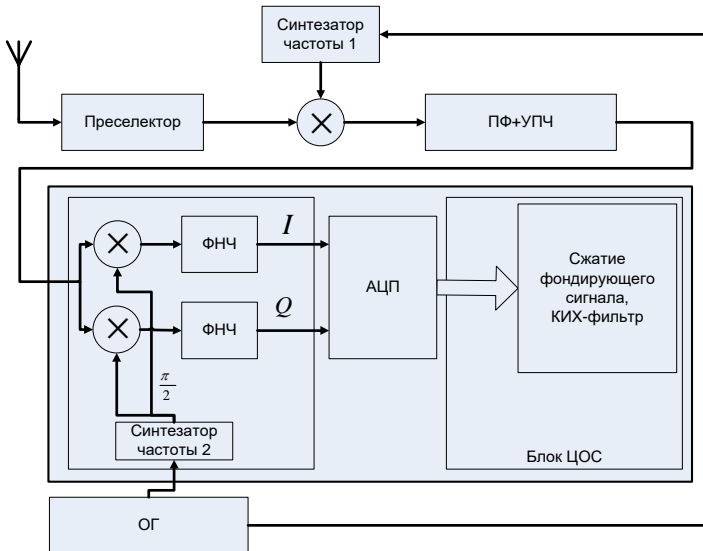 Синтезатор
частоты 1
Преселектор
ПФ+УПЧ
ФНЧ
I
АЦП
Сжатие
фондирующего
сигнала,
КИХ-фильтр
ФНЧ
Q
π
2
Синтезатор
частоты 2
Блок ЦОС
ОГ